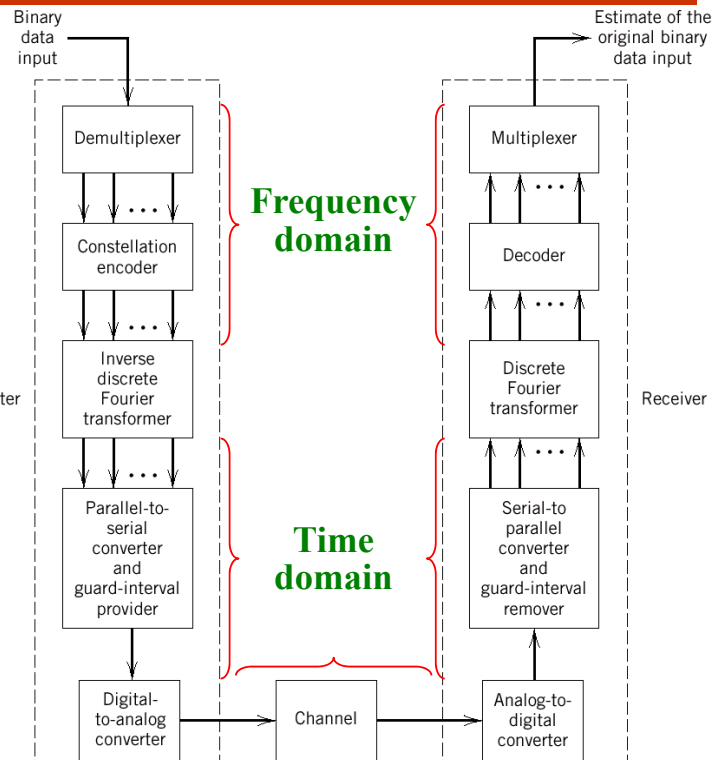 Binary
data
input
Estimate of the
original binary
data input
Demultiplexer
Multiplexer
Frequency
domain
Constellation
encoder
Decoder
Inverse
discrete
Fourier
transformer
Discrete
Fourier
transformer
ter
Receiver
Parallel-to-
serial
converter
and
guard-interval
provider
Time
domain
Serial-to
parallel
converter
and
guard-interval
remover
Digital-
to-analog
converter
Channel
Analog-to-
digital
converter